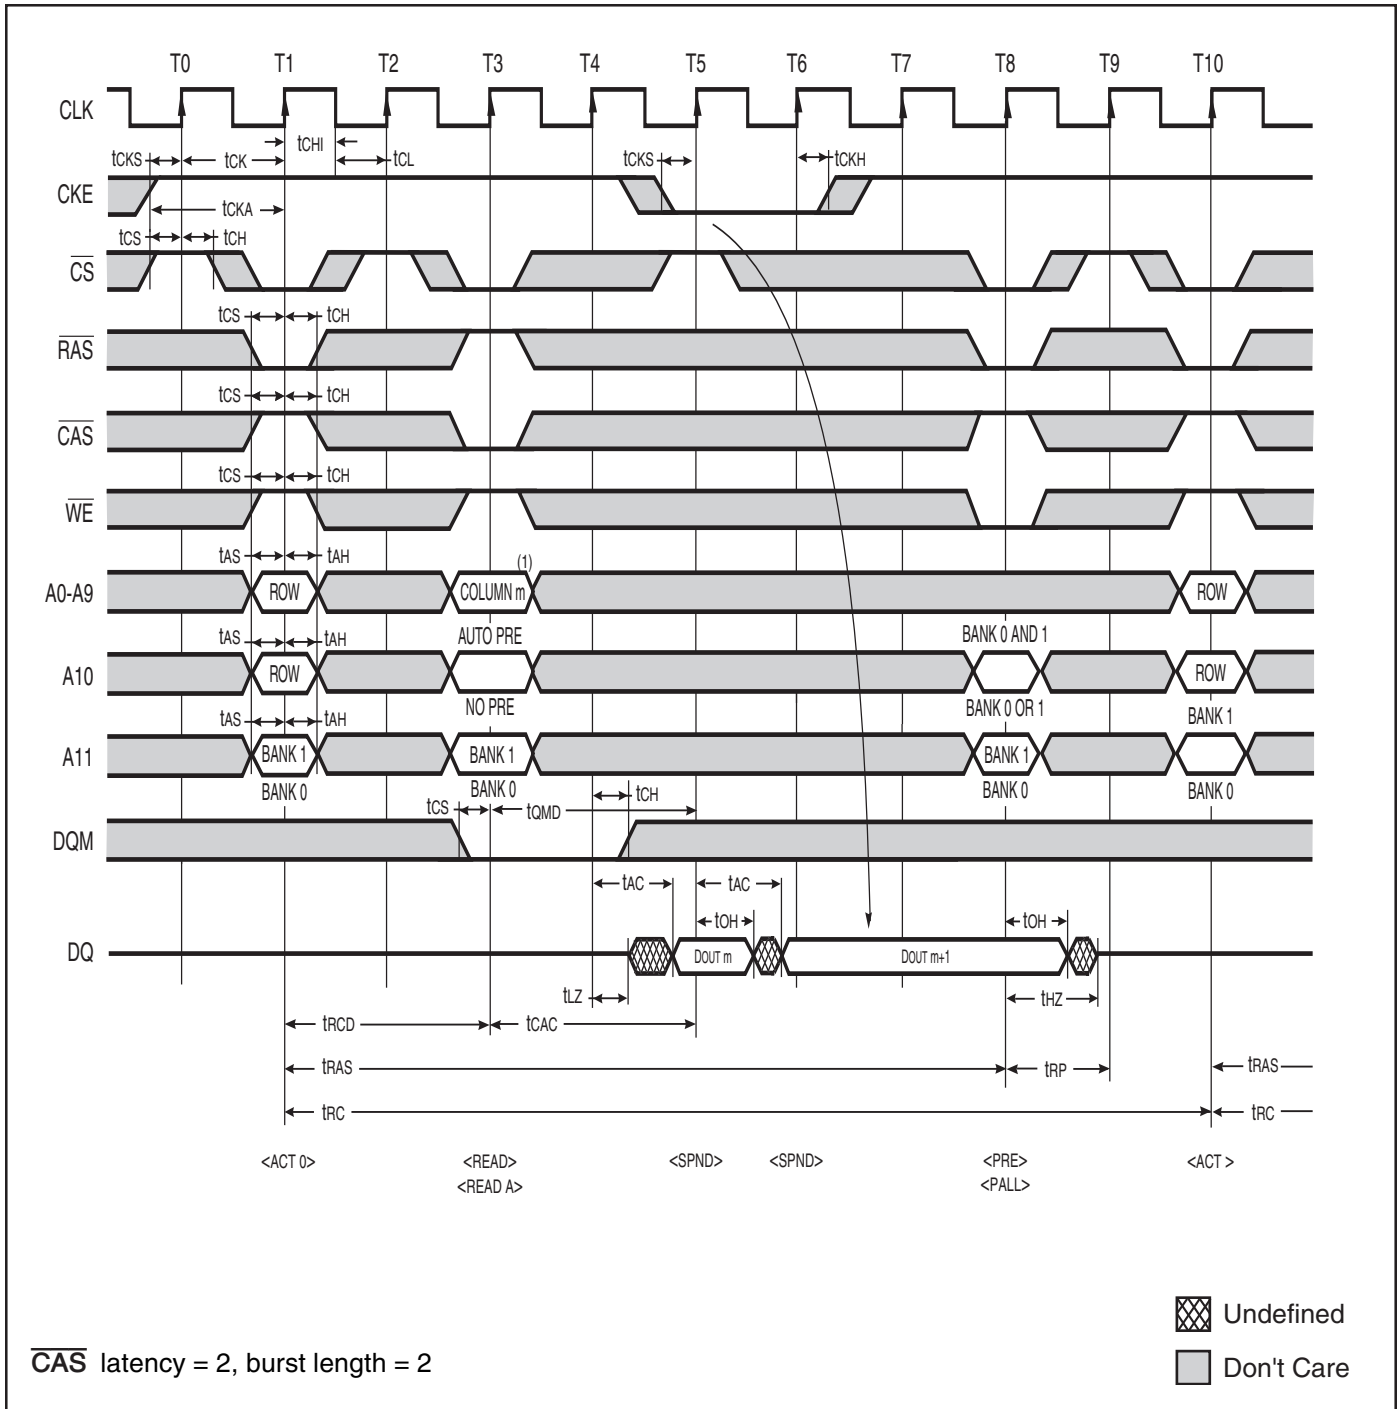 T0 T1 T2 T3 T4 T5 T6 T7 T8 T9 T10
CLK
tCHI
tCKS tCK tCL tCKS tCKH
CKE
tCKA
tCS tCH
CS
tCS tCH
RAS
tCS tCH
CAS
tCS tCH
WE
tAS tAH (1)
A0-A9 ROW COLUMN m ROW
tAS tAH AUTO PRE BANK 0 AND 1
A10 ROW ROW
NO PRE BANK 0 OR 1 BANK 1
tAS tAH
A11 BANK 1 BANK 1 BANK 1
BANK 0 BANK 0 BANK 0 BANK 0
tCS tQMD tCH
DQM
tAC tAC
tOH tOH
DQ DOUT m DOUT m+1
tLZ tHZ
tRCD tCAC
tRAS tRP tRAS
tRC tRC
<ACT 0> <READ> <SPND> <SPND> <PRE> <ACT >
<READ A> <PALL>
Undefined
CAS latency = 2, burst length = 2
Don't Care